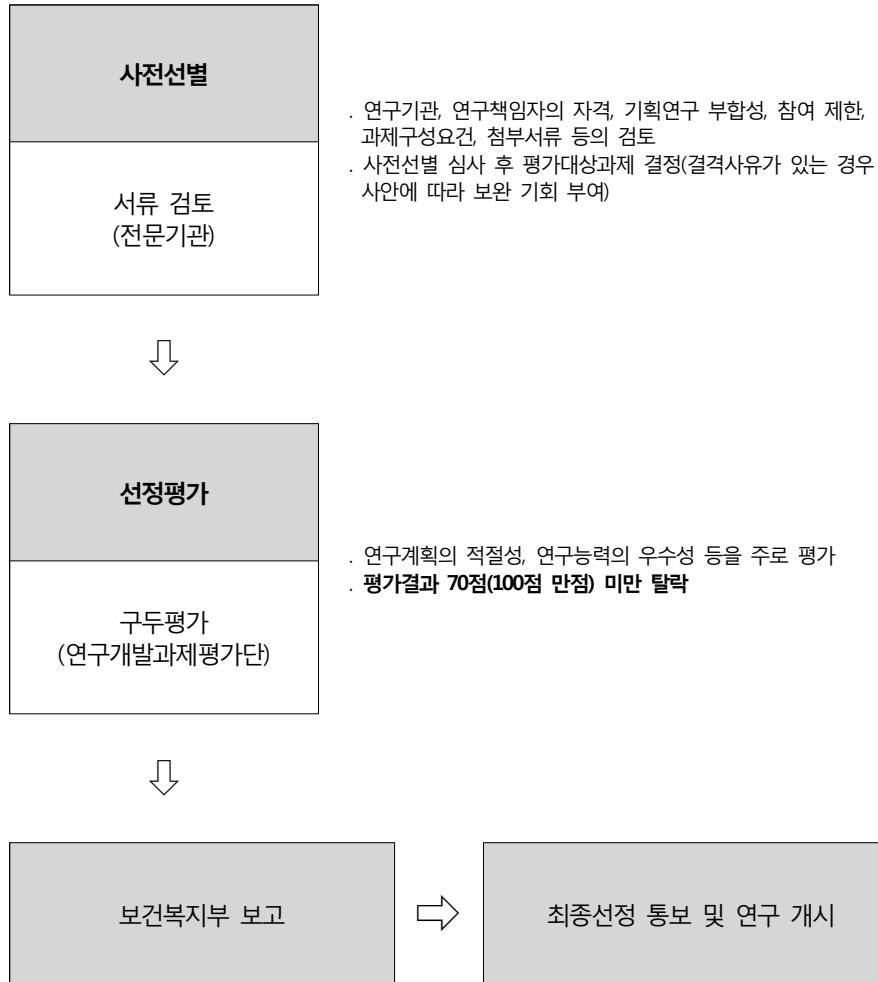 사전선별
서류 검토
(전문기관)
. 연구기관, 연구책임자의 자격, 기획연구 부합성, 참여 제한,
과제구성요건, 첨부서류 등의 검토
. 사전선별 심사 후 평가대상과제 결정(결격사유가 있는 경우
사안에 따라 보완 기회 부여)
선정평가
구두평가
(연구개발과제평가단)
. 연구계획의 적절성, 연구능력의 우수성 등을 주로 평가
. 평가결과 70점(100점 만점) 미만 탈락
보건복지부 보고
최종선정 통보 및 연구 개시